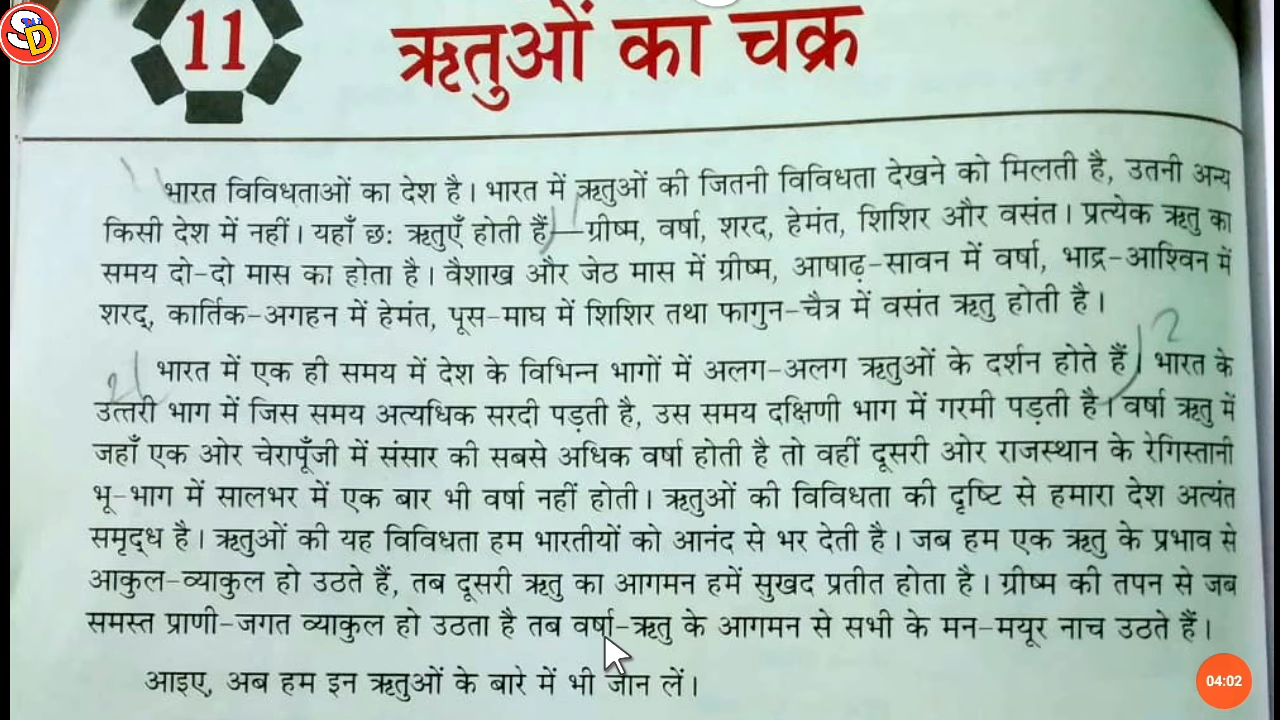 SD
11
ऋतुओं का चक्र
भारत विविधताओं का देश है। भारत में ऋतुओं की जितनी विविधता देखने को मिलती है, उतनी अन्य
किसी देश में नहीं। यहाँ छः ऋतुएँ होती हैं—ग्रीष्म, वर्षा, शरद, हेमंत, शिशिर और वसंत। प्रत्येक ऋतु का
समय दो-दो मास का होता है। वैशाख और जेठ मास में ग्रीष्म, आषाढ़-सावन में वर्षा, भाद्र-आश्विन में
शरद्, कार्तिक-अगहन में हेमंत, पूस-माघ में शिशिर तथा फागुन-चैत्र में वसंत ऋतु होती है।
भारत में एक ही समय में देश के विभिन्न भागों में अलग-अलग ऋतुओं के दर्शन होते हैं। भारत के
उत्तरी भाग में जिस समय अत्यधिक सरदी पड़ती है, उस समय दक्षिणी भाग में गरमी पड़ती है। वर्षा ऋतु में
जहाँ एक ओर चेरापूँजी में संसार की सबसे अधिक वर्षा होती है तो वहीं दूसरी ओर राजस्थान के रेगिस्तानी
भू-भाग में सालभर में एक बार भी वर्षा नहीं होती। ऋतुओं की विविधता की दृष्टि से हमारा देश अत्यंत
समृद्ध है। ऋतुओं की यह विविधता हम भारतीयों को आनंद से भर देती है। जब हम एक ऋतु के प्रभाव से
आकुल-व्याकुल हो उठते हैं, तब दूसरी ऋतु का आगमन हमें सुखद प्रतीत होता है। ग्रीष्म की तपन से जब
समस्त प्राणी-जगत व्याकुल हो उठता है तब वर्षा-ऋतु के आगमन से सभी के मन-मयूर नाच उठते हैं।
आइए, अब हम इन ऋतुओं के बारे में भी जान लें।
04:02